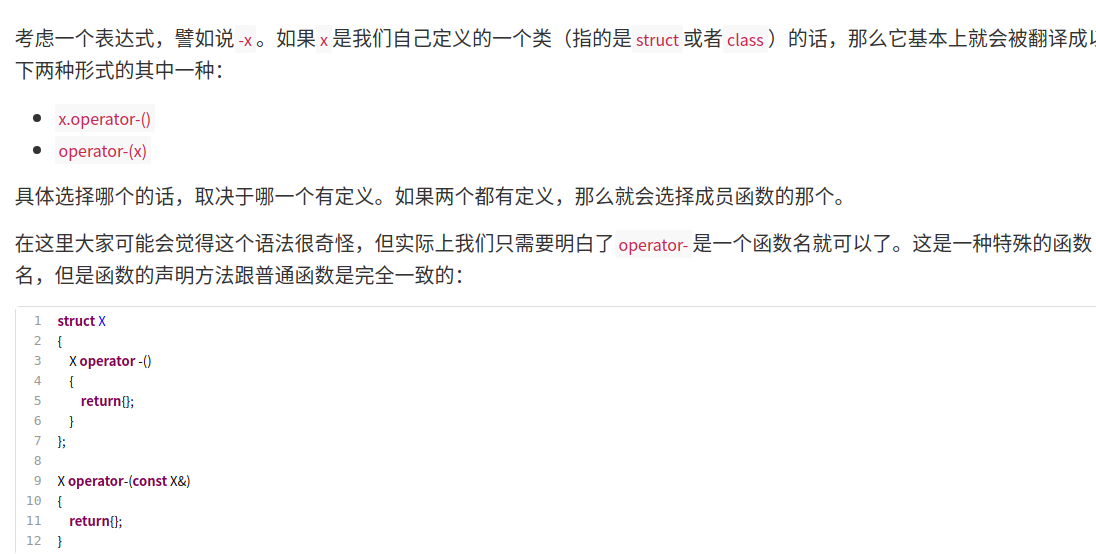 考虑一个表达式，譬如说 -x 。如果 x 是我们自己定义的一个类（指的是 struct 或者 class ）的话，那么它基本上就会被翻译成以
下两种形式的其中一种：
x.operator-()
operator-(x)
具体选择哪个的话，取决于哪一个有定义。如果两个都有定义，那么就会选择成员函数的那个。
在这里大家可能会觉得这个语法很奇怪，但实际上我们只需要明白了 operator- 是一个函数名就可以了。这是一种特殊的函数
名，但是函数的声明方法跟普通函数是完全一致的：
1 struct X
2 {
3 X operator -()
4 {
5 return{};
6 }
7 };
8
9 X operator-(const X&)
10 {
11 return{};
12 }